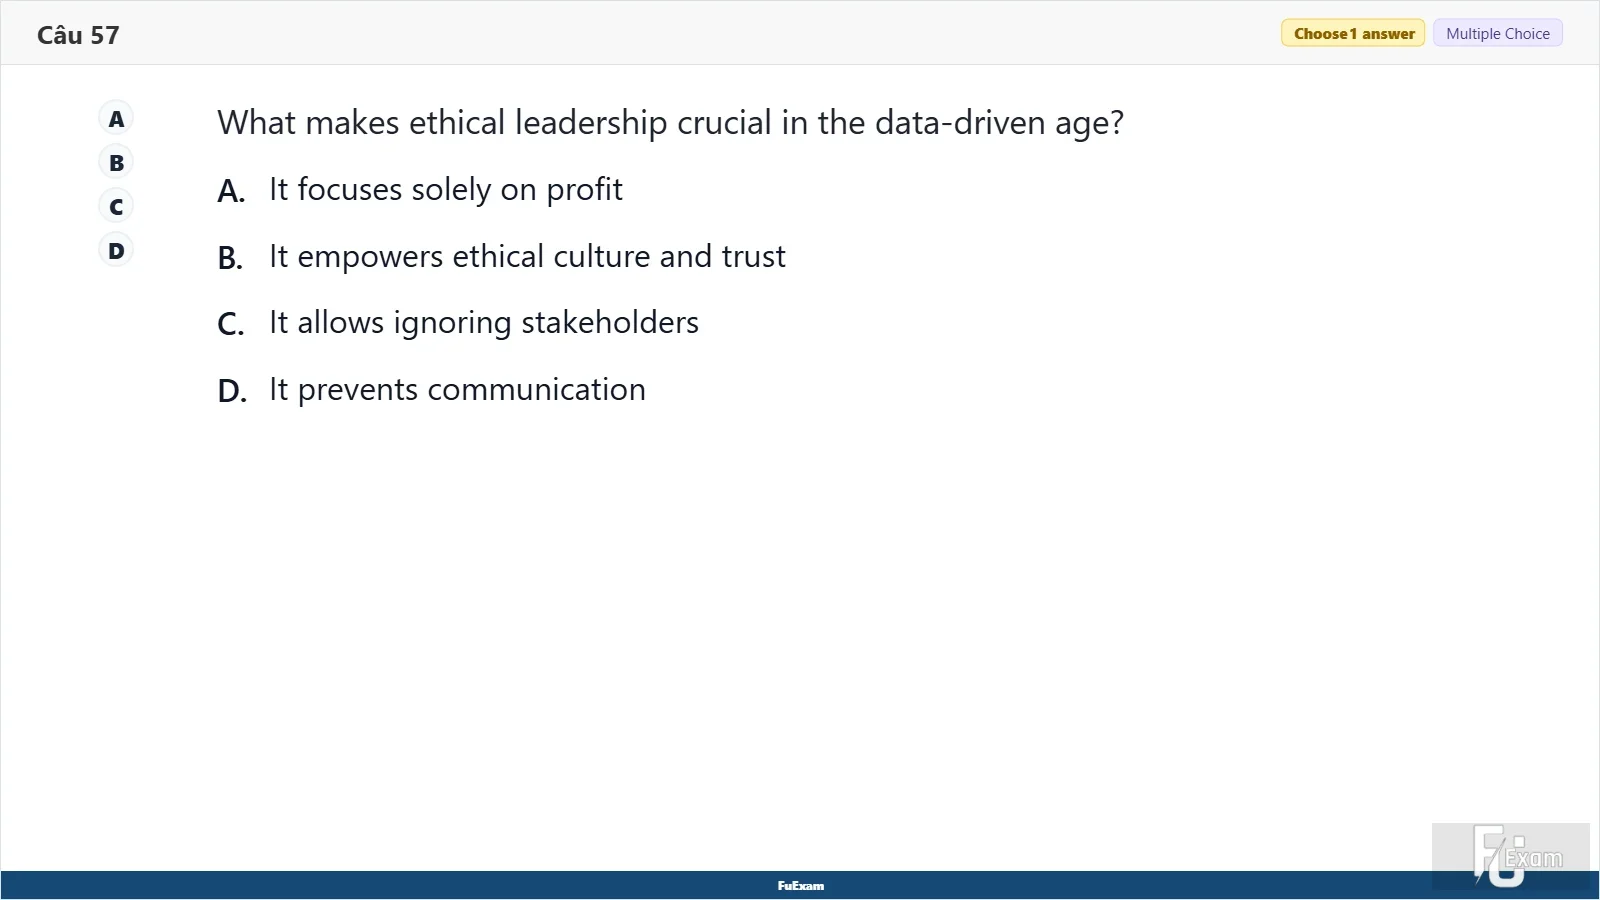 Câu 57
Choose 1 answer
Multiple Choice
A
B
C
D
What makes ethical leadership crucial in the data-driven age?
A. It focuses solely on profit
B. It empowers ethical culture and trust
C. It allows ignoring stakeholders
D. It prevents communication
FuExam
FU Exam